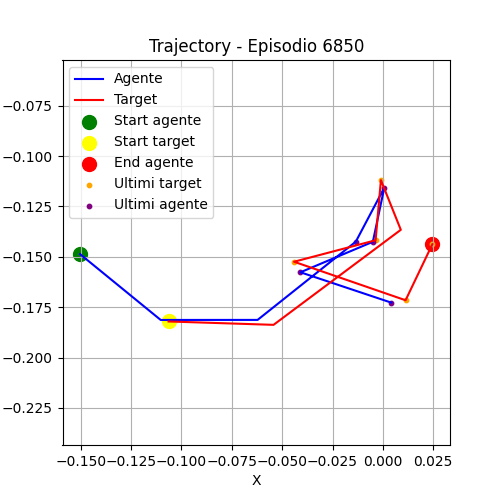 Trajectory - Episodio 6850
Agente
Target
Start agente
Start target
End agente
Ultimi target
Ultimi agente
−0.075
−0.100
−0.125
−0.150
−0.175
−0.200
−0.225
−0.150 −0.125 −0.100 −0.075 −0.050 −0.025 0.000 0.025
X